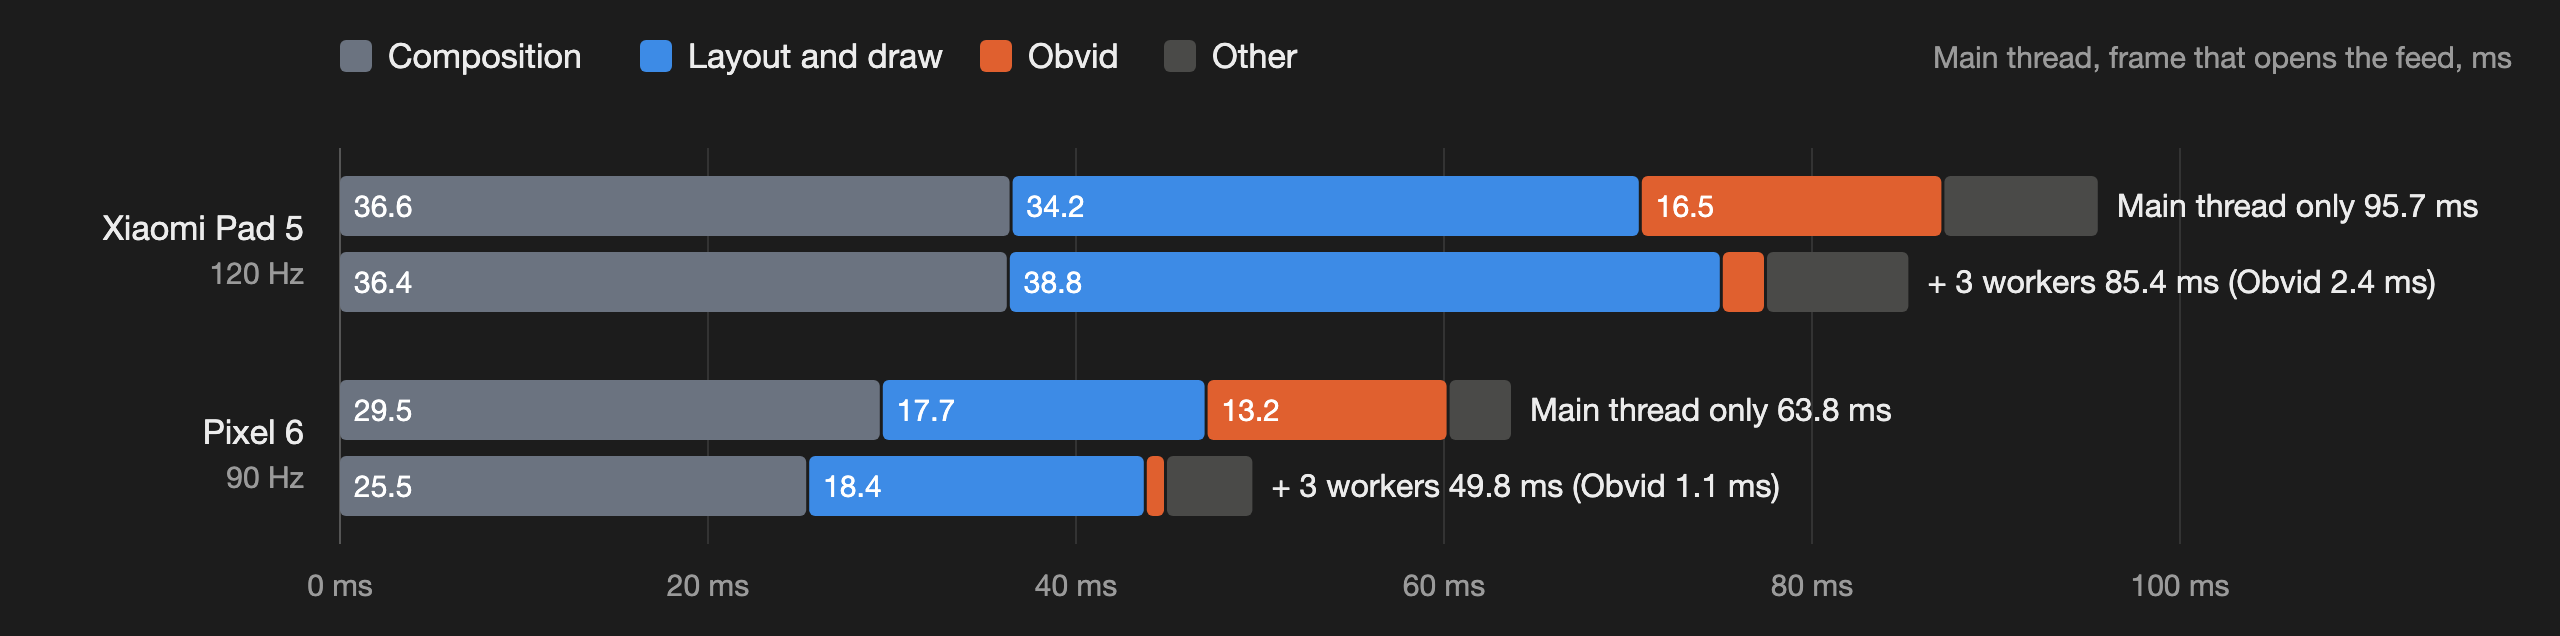 Composition Layout and draw Obvid Other
Main thread, frame that opens the feed, ms
Xiaomi Pad 5
120 Hz
36.6 34.2 16.5 Main thread only 95.7 ms
36.4 38.8 + 3 workers 85.4 ms (Obvid 2.4 ms)
Pixel 6
90 Hz
29.5 17.7 13.2 Main thread only 63.8 ms
25.5 18.4 + 3 workers 49.8 ms (Obvid 1.1 ms)
0 ms 20 ms 40 ms 60 ms 80 ms 100 ms